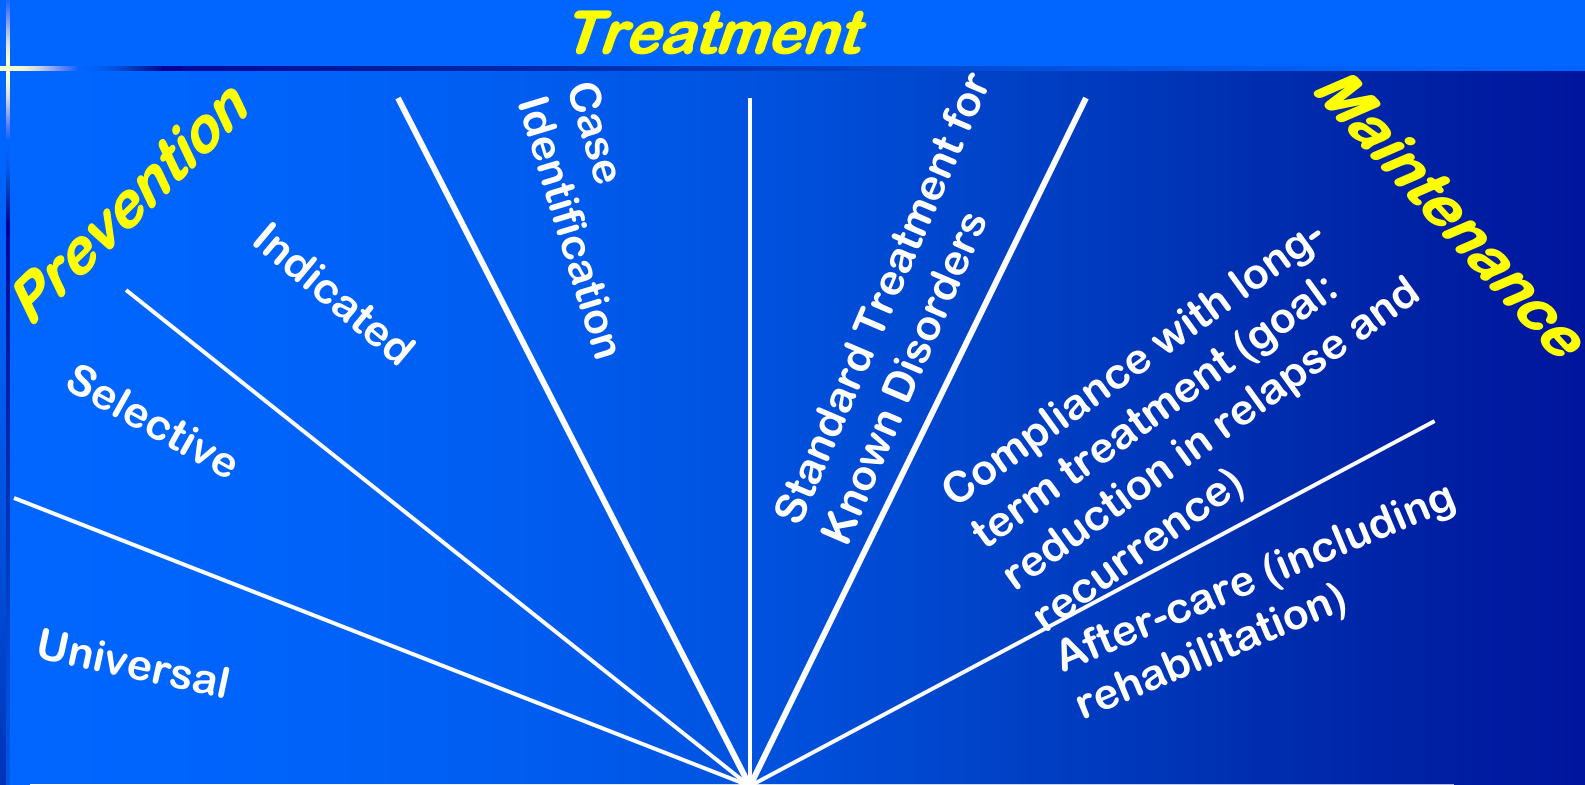 Treatment
Prevention
Maintenance
Universal
Selective
Indicated
Case
Identification
Standard Treatment for
Known Disorders
Compliance with long-
term treatment (goal:
reduction in relapse and
recurrence)
After-care (including
rehabilitation)